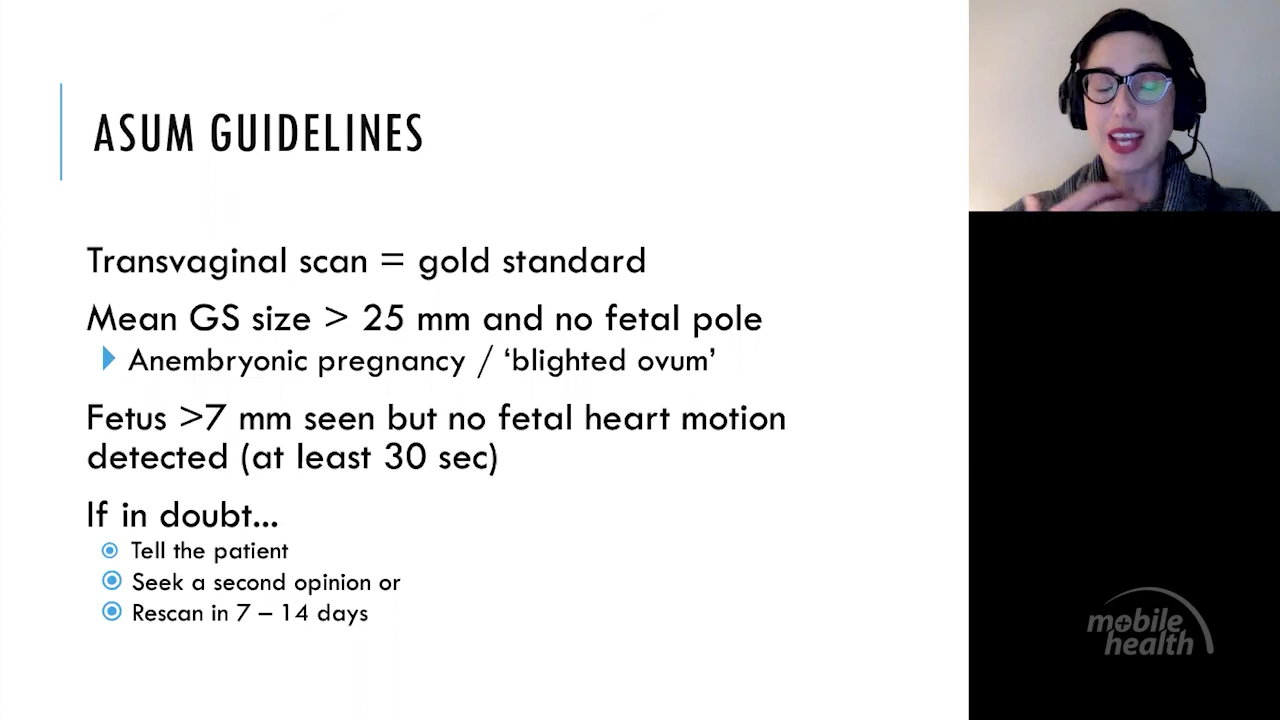 ASUM GUIDELINES
Transvaginal scan = gold standard
Mean GS size > 25 mm and no fetal pole
Anembryonic pregnancy / ‘blighted ovum’
Fetus >7 mm seen but no fetal heart motion
detected (at least 30 sec)
If in doubt...
Tell the patient
Seek a second opinion or
Rescan in 7 – 14 days
mobile
health